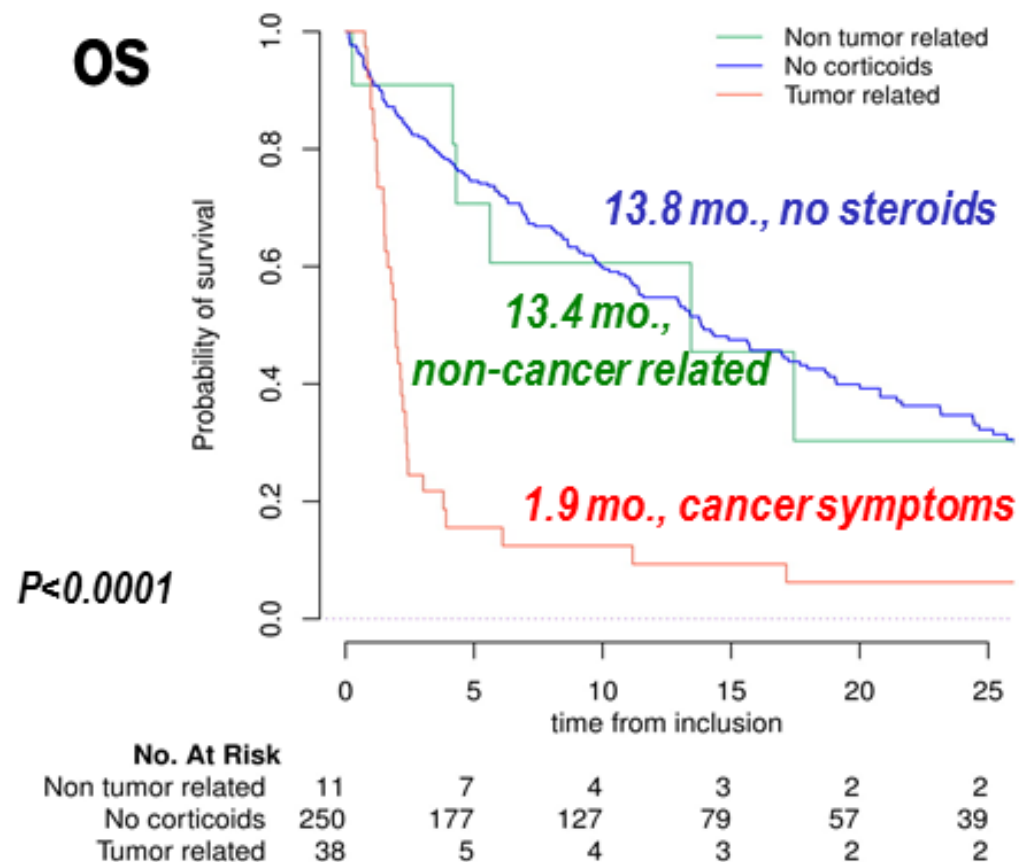 OS
Non tumor related
No corticoids
Tumor related
1.0
0.8
0.6
0.4
0.2
0.0
Probability of survival
13.8 mo., no steroids
13.4 mo.,
non-cancer related
1.9 mo., cancer symptoms
P<0.0001
0 5 10 15 20 25
time from inclusion
No. At Risk
Non tumor related 11 7 4 3 2 2
No corticoids 250 177 127 79 57 39
Tumor related 38 5 4 3 2 2